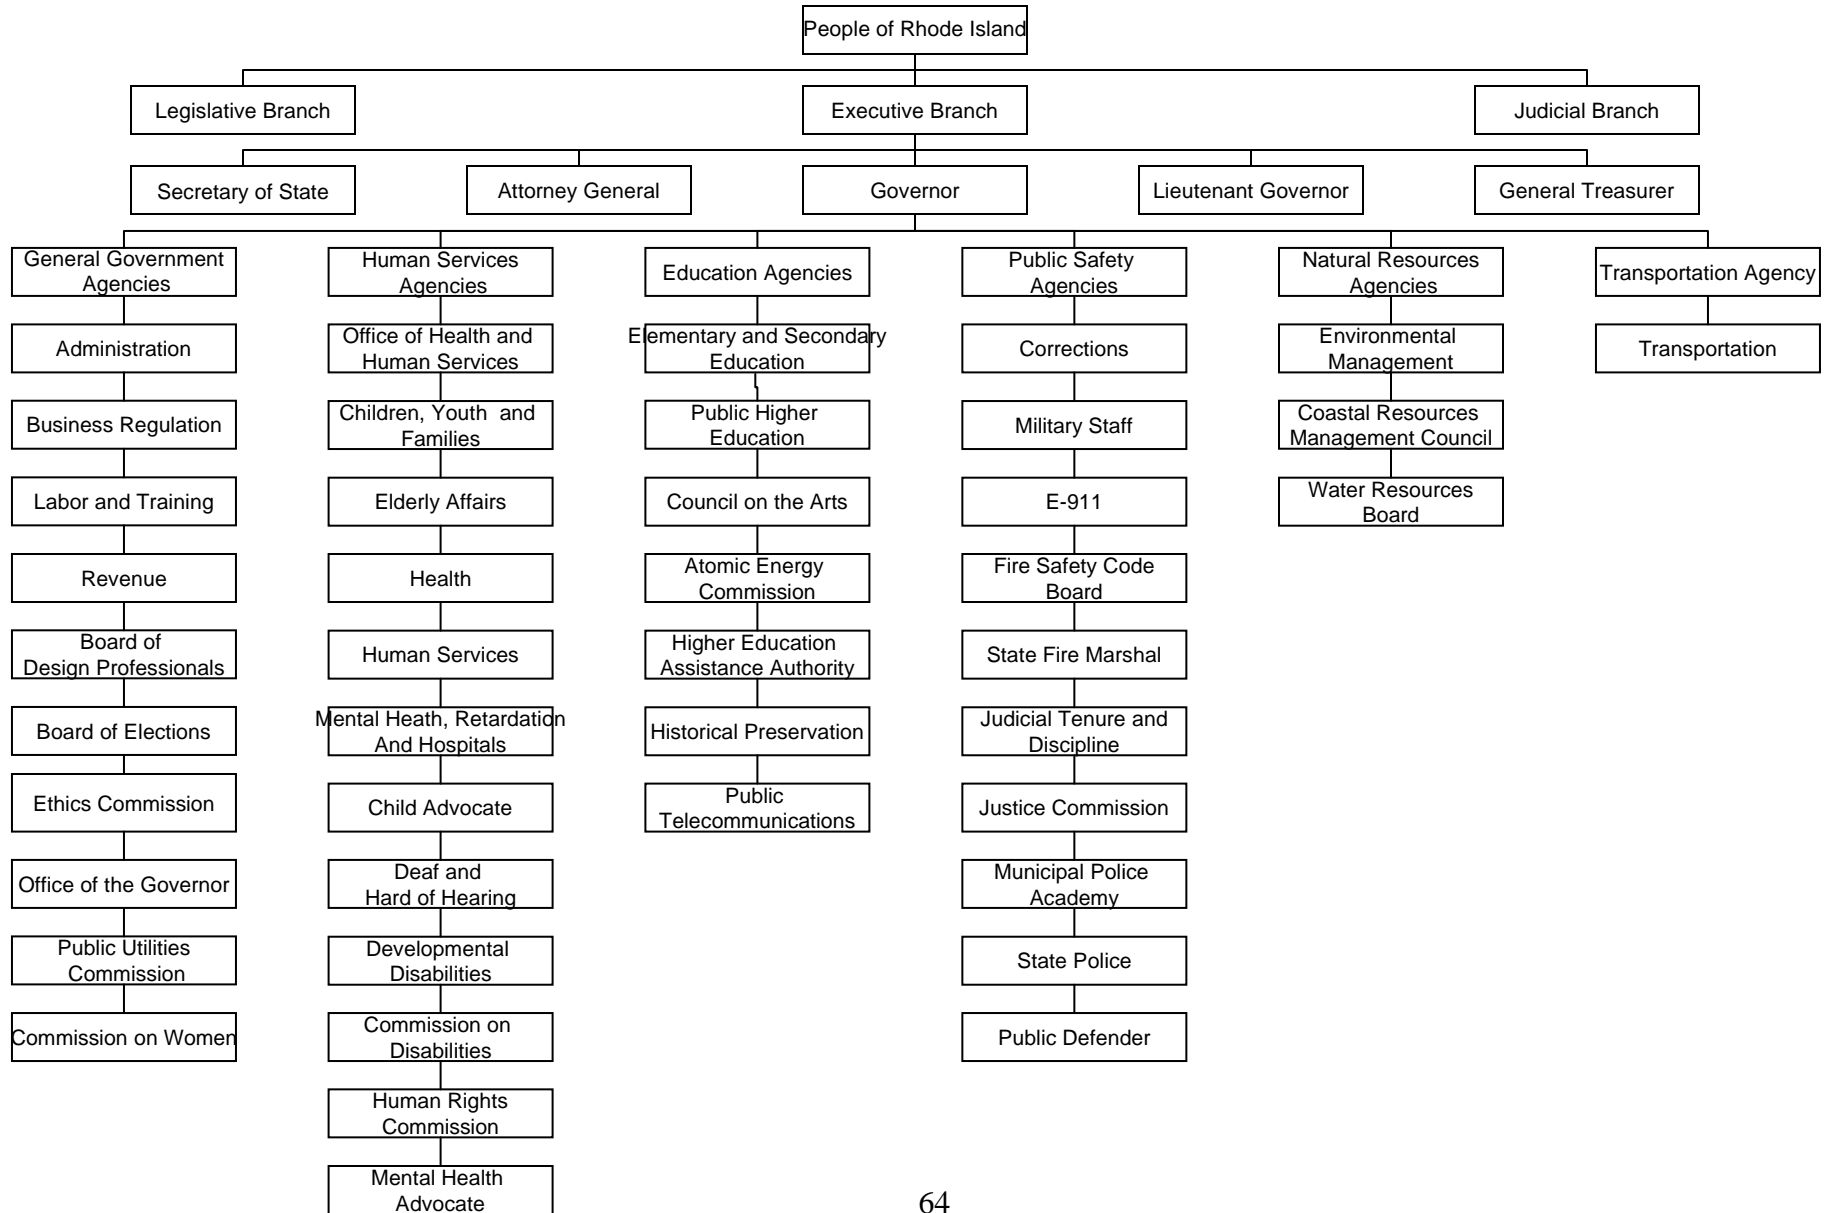 People of Rhode Island
Legislative Branch
Executive Branch
Judicial Branch
Secretary of State
Attorney General
Governor
Lieutenant Governor
General Treasurer
General Government
Agencies
Administration
Business Regulation
Labor and Training
Revenue
Board of
Design Professionals
Board of Elections
Ethics Commission
Office of the Governor
Public Utilities
Commission
Commission on Women
Human Services
Agencies
Office of Health and
Human Services
Children, Youth and
Families
Elderly Affairs
Health
Human Services
Mental Heath, Retardation
And Hospitals
Child Advocate
Deaf and
Hard of Hearing
Developmental
Disabilities
Commission on
Disabilities
Human Rights
Commission
Mental Health
Advocate
Education Agencies
Elementary and Secondary
Education
Public Higher
Education
Council on the Arts
Atomic Energy
Commission
Higher Education
Assistance Authority
Historical Preservation
Public
Telecommunications
Public Safety
Agencies
Corrections
Military Staff
E-911
Fire Safety Code
Board
State Fire Marshal
Judicial Tenure and
Discipline
Justice Commission
Municipal Police
Academy
State Police
Public Defender
Natural Resources
Agencies
Environmental
Management
Coastal Resources
Management Council
Water Resources
Board
Transportation Agency
Transportation
64